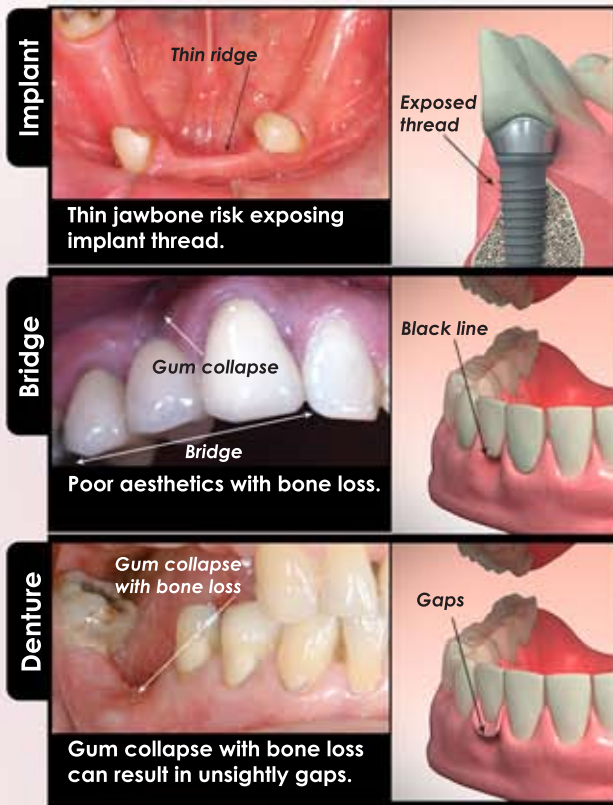 Implant
Thin ridge
Exposed
thread
Thin jawbone risk exposing
implant thread.
Bridge
Gum collapse
Bridge
Black line
Poor aesthetics with bone loss.
Denture
Gum collapse
with bone loss
Gaps
Gum collapse with bone loss
can result in unsightly gaps.